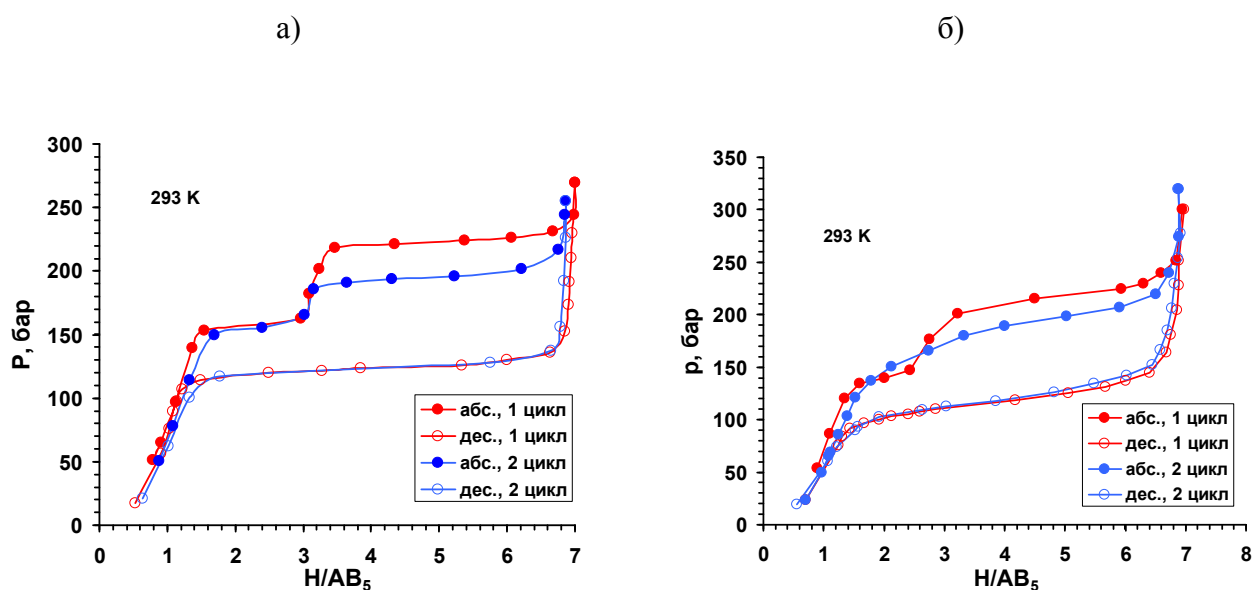 а)
б)
300
250
200
150
100
50
0
P, бар
293 K
абс., 1 цикл
дес., 1 цикл
абс., 2 цикл
дес., 2 цикл
0 1 2 3 4 5 6 7
H/AB5
350
300
250
200
150
100
50
0
р, бар
293 K
абс., 1 цикл
дес., 1 цикл
абс., 2 цикл
дес., 2 цикл
0 1 2 3 4 5 6 7 8
H/AB5